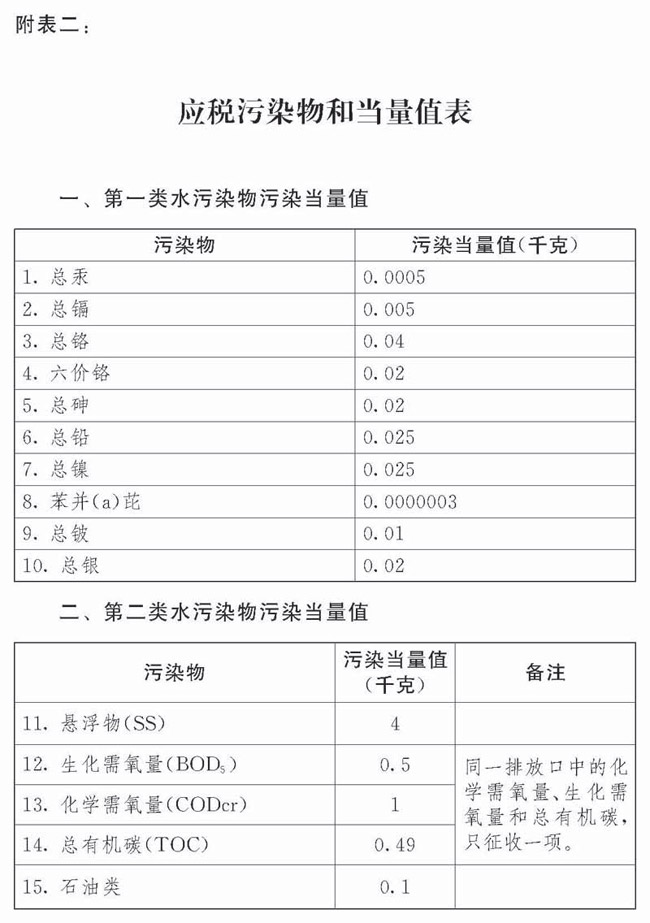 附表二：
应税污染物和当量值表
一、第一类水污染物污染当量值
污染物 污染当量值(千克)
1. 总汞 0.0005
2. 总镉 0.005
3. 总铬 0.04
4. 六价铬 0.02
5. 总砷 0.02
6. 总铅 0.025
7. 总镍 0.025
8. 苯并(a)芘 0.0000003
9. 总铍 0.01
10. 总银 0.02
二、第二类水污染物污染当量值
污染物 污染当量值(千克) 备注
11. 悬浮物(SS) 4
12. 生化需氧量(BOD₅) 0.5
13. 化学需氧量(CODcr) 1
14. 总有机碳(TOC) 0.49
同一排放口中的化
学需氧量、生化需
氧量和总有机碳，
只征收一项。
15. 石油类 0.1